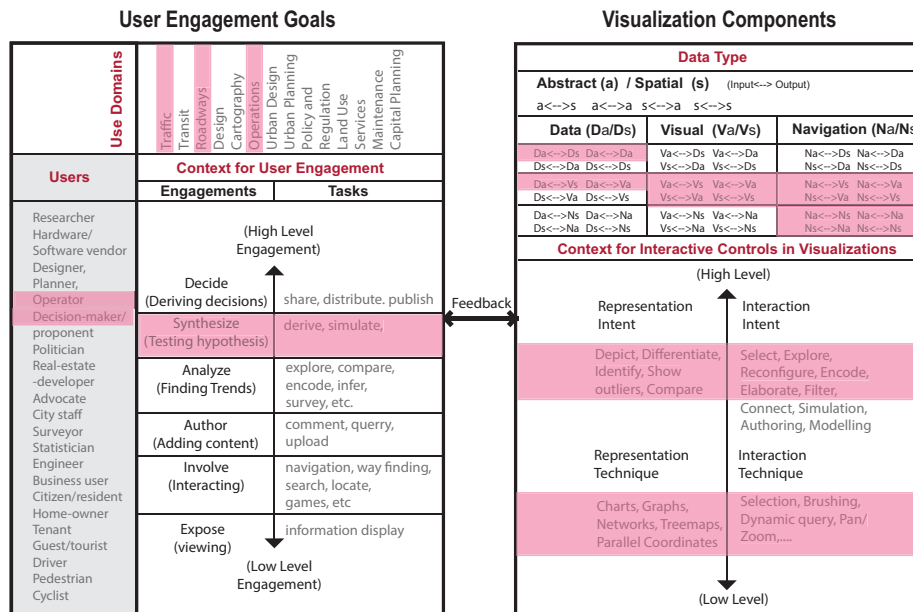 User Engagement Goals
Use Domains
Traffic
Transit
Roadways
Design
Cartography
Operations
Urban Design
Urban Planning
Policy and
Regulation
Land Use
Services
Maintenance
Capital Planning
Users
Context for User Engagement
Engagements
Tasks
Researcher
Hardware/
Software vendor
Designer,
Planner,
Operator
Decision-maker/
proponent
Politician
Real-estate
-developer
Advocate
City staff
Surveyor
Statistician
Engineer
Business user
Citizen/resident
Home-owner
Tenant
Guest/tourist
Driver
Pedestrian
Cyclist
(High Level
Engagement)
Decide
(Deriving decisions)
share, distribute. publish
Synthesize
(Testing hypothesis)
derive, simulate,
Analyze
(Finding Trends)
explore, compare,
encode, infer,
survey, etc.
Author
(Adding content)
comment, querry,
upload
Involve
(Interacting)
navigation, way finding,
search, locate,
games, etc
Expose
(viewing)
information display
(Low Level
Engagement)
Feedback
Visualization Components
Data Type
Abstract (a) / Spatial (s) (Input<--> Output)
a<-->s a<-->a s<-->a s<-->s
Data (Da/Ds) Visual (Va/Vs) Navigation (Na/Ns
Da<-->Ds Da<-->Da Va<-->Ds Va<-->Da Na<-->Ds Na<-->Da
Ds<-->Da Ds<-->Ds Vs<-->Da Vs<-->Ds Ns<-->Da Ns<-->Ds
Da<-->Vs Da<-->Va Va<-->Vs Va<-->Va Na<-->Vs Na<-->Va
Ds<-->Va Ds<-->Vs Vs<-->Va Vs<-->Vs Ns<-->Va Ns<-->Vs
Da<-->Ns Da<-->Na Va<-->Ns Va<-->Na Na<-->Ns Na<-->Na
Ds<-->Na Ds<-->Ns Vs<-->Na Vs<-->Ns Ns<-->Na Ns<-->Ns
Context for Interactive Controls in Visualizations
(High Level)
Representation
Intent
Interaction
Intent
Depict, Differentiate,
Identify, Show
outliers, Compare
Select, Explore,
Reconfigure, Encode,
Elaborate, Filter,
Connect, Simulation,
Authoring, Modelling
Representation
Technique
Interaction
Technique
Charts, Graphs,
Networks, Treemaps,
Parallel Coordinates
Selection, Brushing,
Dynamic query, Pan/
Zoom,....
(Low Level)